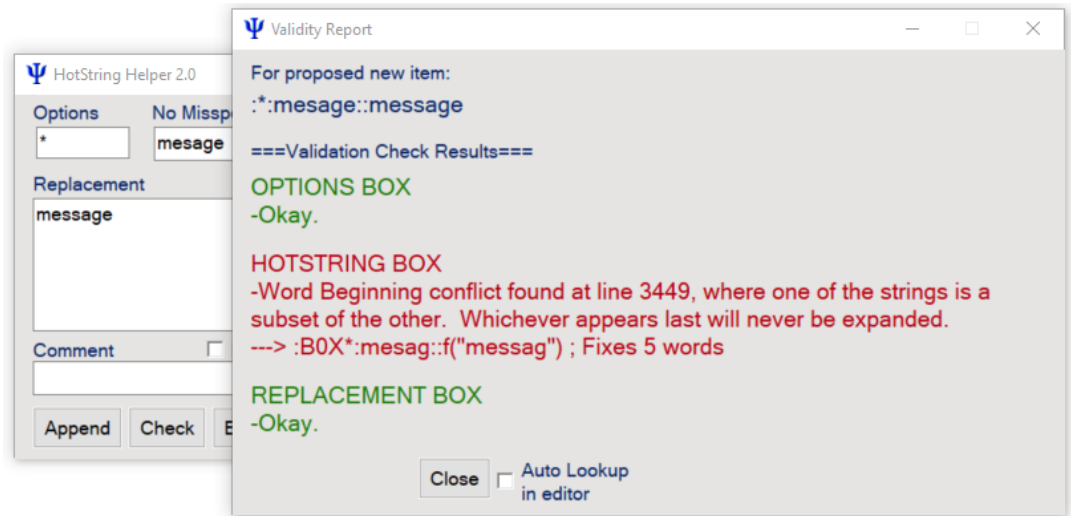 HotString Helper 2.0
Options
No Missp
*
mesage
Replacement
message
Comment
Append
Check
E
Validity Report
For proposed new item:
:*:mesage::message
===Validation Check Results===
OPTIONS BOX
-Okay.
HOTSTRING BOX
-Word Beginning conflict found at line 3449, where one of the strings is a
subset of the other.  Whichever appears last will never be expanded.
---> :B0X*:mesag::f("messag") ; Fixes 5 words
REPLACEMENT BOX
-Okay.
Close
Auto Lookup
in editor